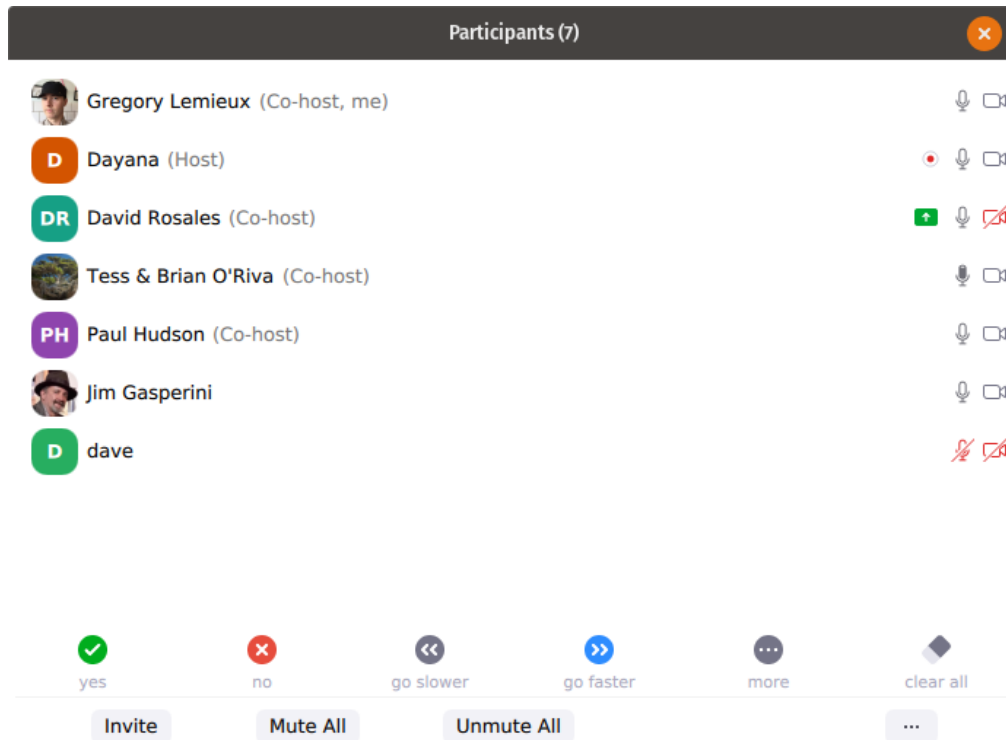 Participants (7)
Gregory Lemieux (Co-host, me)
D Dayana (Host)
DR David Rosales (Co-host)
Tess & Brian O'Riva (Co-host)
PH Paul Hudson (Co-host)
Jim Gasperini
D dave
yes no go slower go faster more clear all
Invite Mute All Unmute All ...